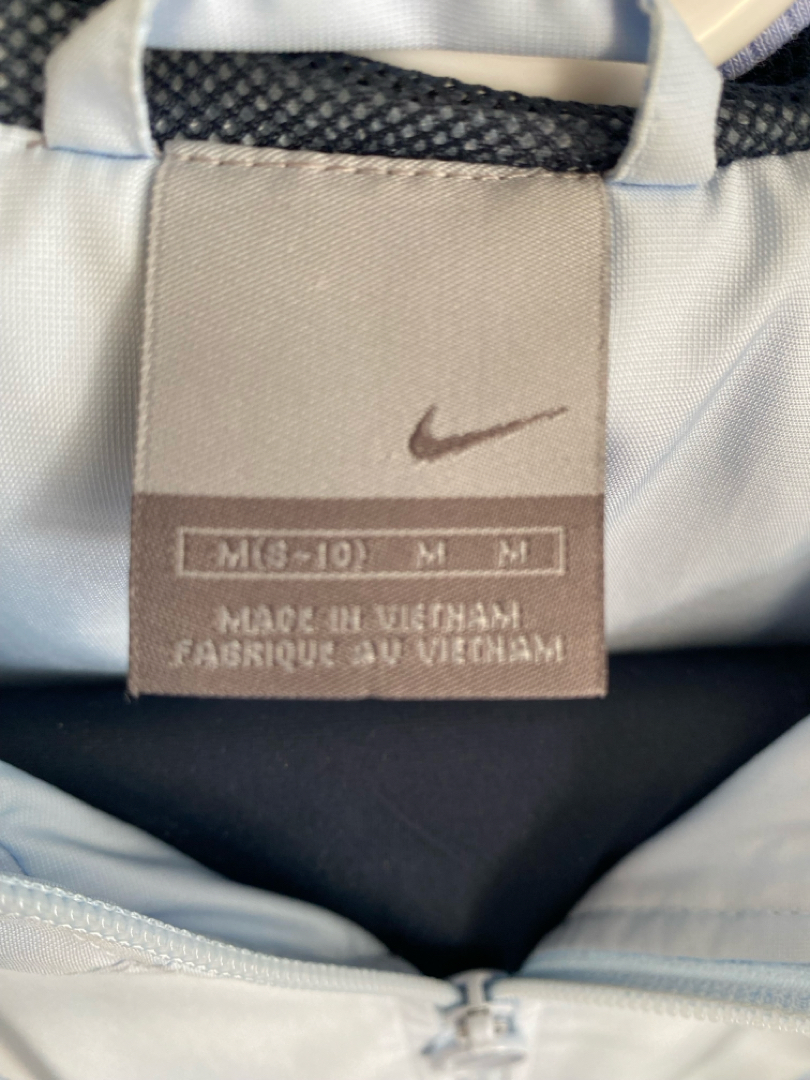 M(8-10) M M
MADE IN VIETNAM
FABRIQUE AU VIETNAM